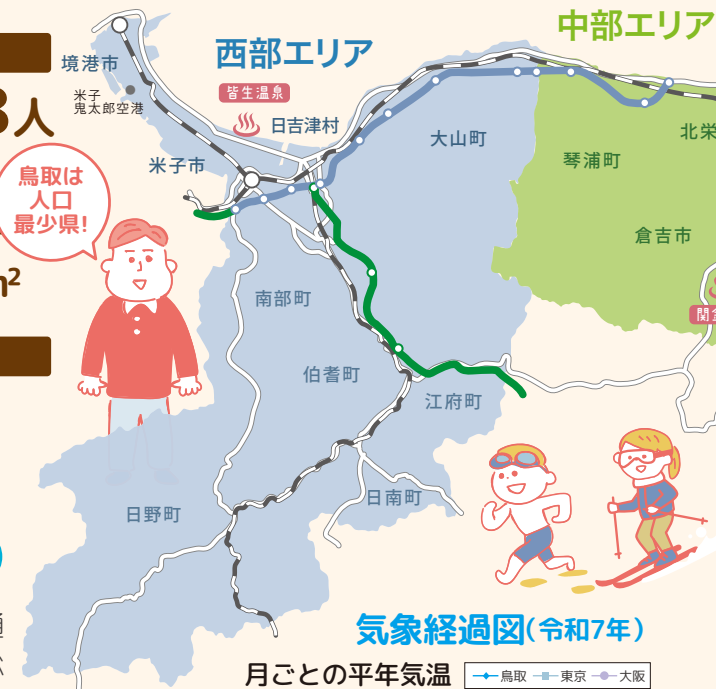 中部エリア
西部エリア
境港市
皆生温泉
米子
鬼太郎空港
3人
日吉津村
北栄
大山町
米子市
琴浦町
鳥取は
人口
最少県!
倉吉市
m²
南部町
関金
伯耆町
江府町
日南町
日野町
気象経過図(令和7年)
月ごとの平年気温
鳥取 東京 大阪